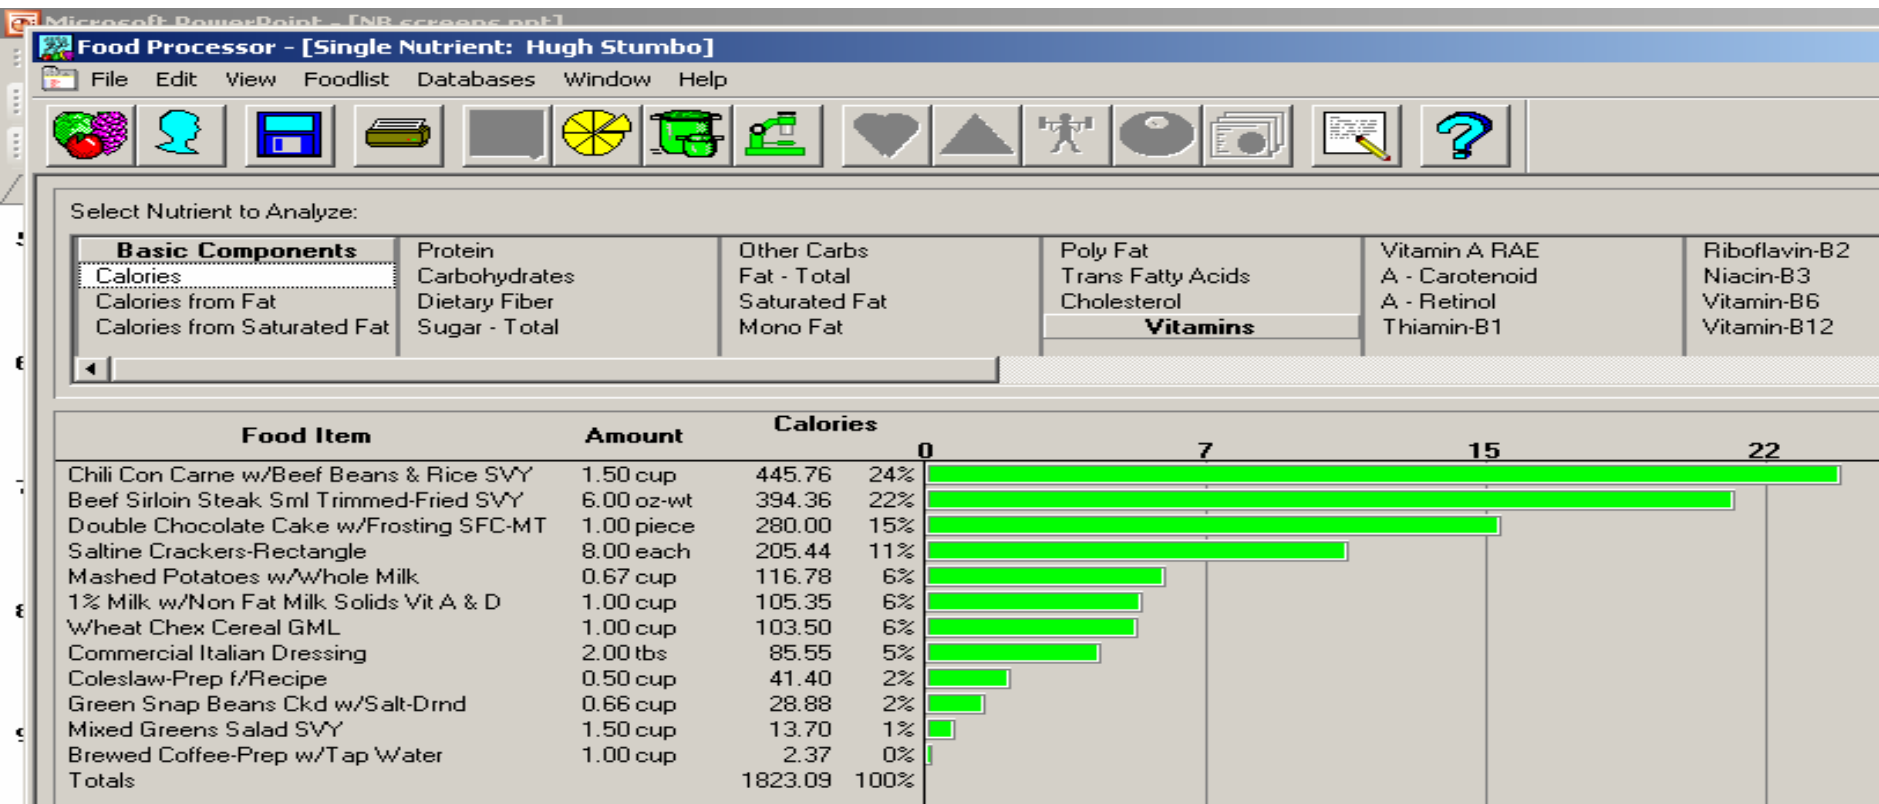 Microsoft PowerPoint - [NB screens.ppt]
Food Processor - [Single Nutrient: Hugh Stumbo]
File Edit View Foodlist Databases Window Help
Select Nutrient to Analyze:
Basic Components Protein Other Carbs Poly Fat Vitamin A RAE Riboflavin-B2
Calories Carbohydrates Fat - Total Trans Fatty Acids A - Carotenoid Niacin-B3
Calories from Fat Dietary Fiber Saturated Fat Cholesterol A - Retinol Vitamin-B6
Calories from Saturated Fat Sugar - Total Mono Fat Vitamins Thiamin-B1 Vitamin-B12
Food Item Amount Calories
0 7 15 22
Chili Con Carne w/Beef Beans & Rice SVY 1.50 cup 445.76 24%
Beef Sirloin Steak Sml Trimmed-Fried SVY 6.00 oz-wt 394.36 22%
Double Chocolate Cake w/Frosting SFC-MT 1.00 piece 280.00 15%
Saltine Crackers-Rectangle 8.00 each 205.44 11%
Mashed Potatoes w/Whole Milk 0.67 cup 116.78 6%
1% Milk w/Non Fat Milk Solids Vit A & D 1.00 cup 105.35 6%
Wheat Chex Cereal GML 1.00 cup 103.50 6%
Commercial Italian Dressing 2.00 tbs 85.55 5%
Coleslaw-Prep f/Recipe 0.50 cup 41.40 2%
Green Snap Beans Ckd w/Salt-Drnd 0.66 cup 28.88 2%
Mixed Greens Salad SVY 1.50 cup 13.70 1%
Brewed Coffee-Prep w/Tap Water 1.00 cup 2.37 0%
Totals 1823.09 100%